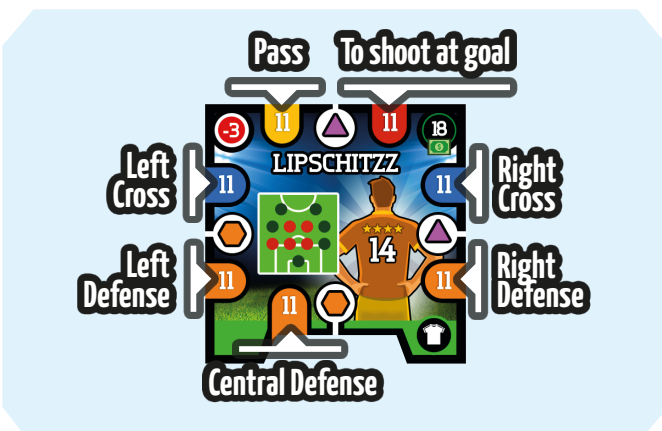 Pass
To shoot at goal
-3
11
11
18
LIPSCHITZZ
Left
Cross
11
11
Right
Cross
14
Left
Defense
11
11
11
Right
Defense
Central Defense